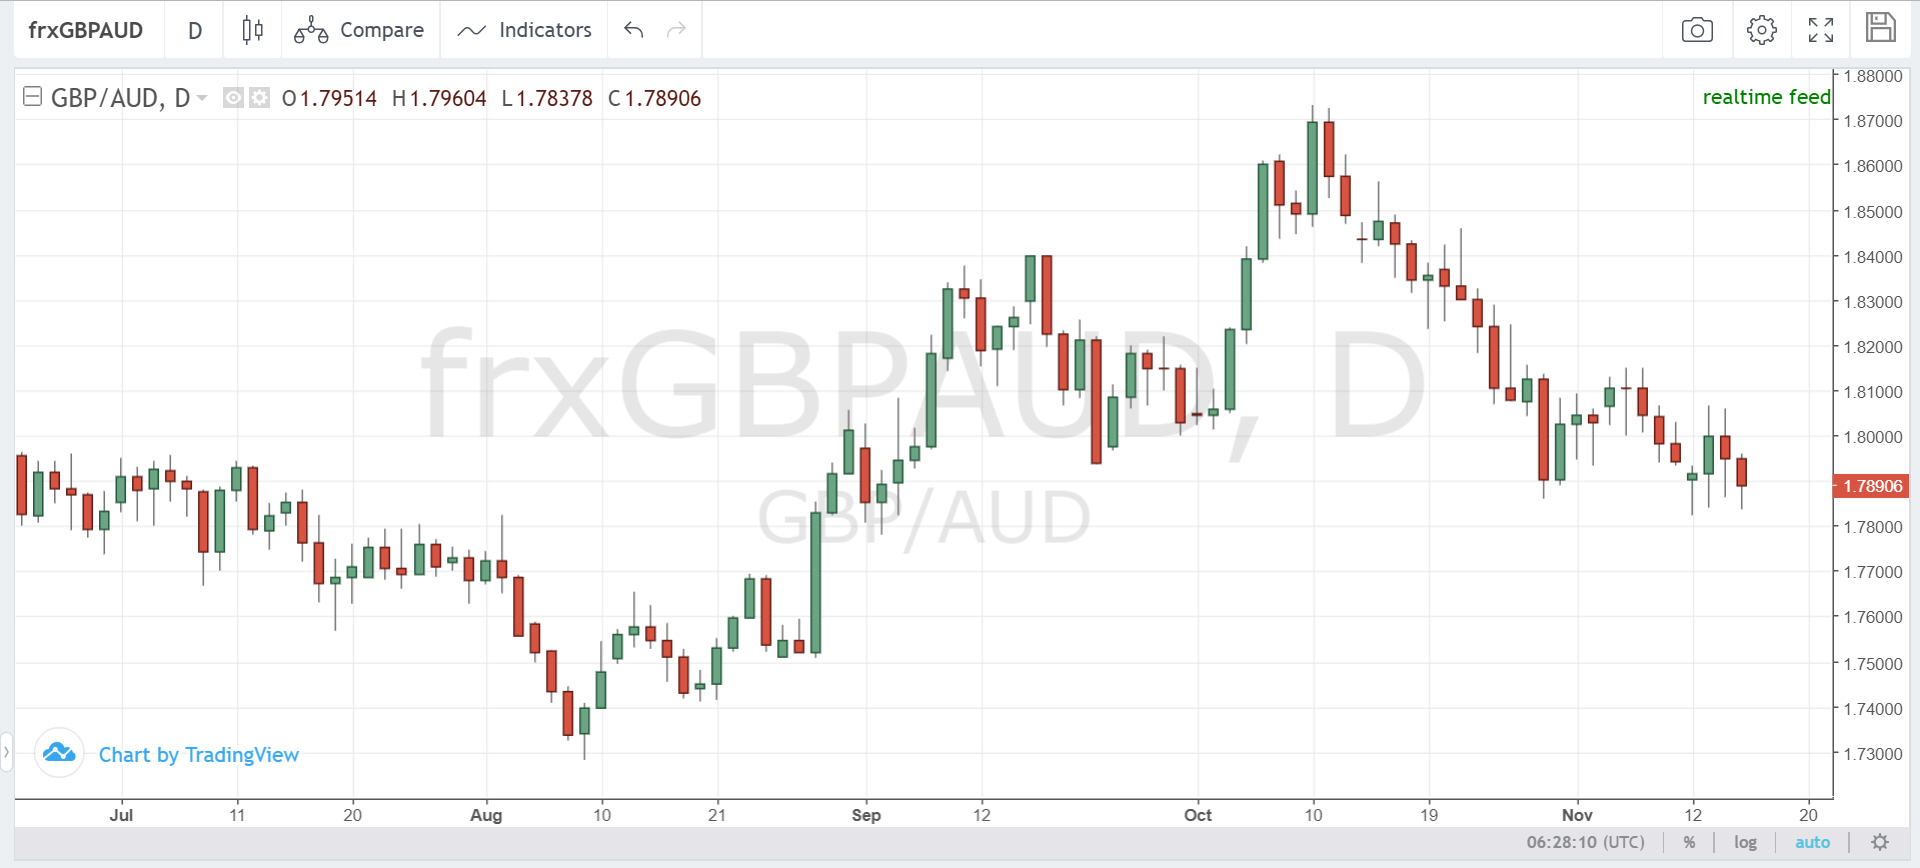 frxGBPAUD D Compare Indicators
GBP/AUD, D O1.79514 H1.79604 L1.78378 C1.78906
realtime feed
1.88000
1.87000
1.86000
1.85000
1.84000
1.83000
1.82000
1.81000
1.80000
1.78906
1.78000
1.77000
1.76000
1.75000
1.74000
1.73000
frxGBPAUD, D
GBP/AUD
Chart by TradingView
Jul 11 20 Aug 10 21 Sep 12 Oct 10 19 Nov 12 20
06:28:10 (UTC) % log auto